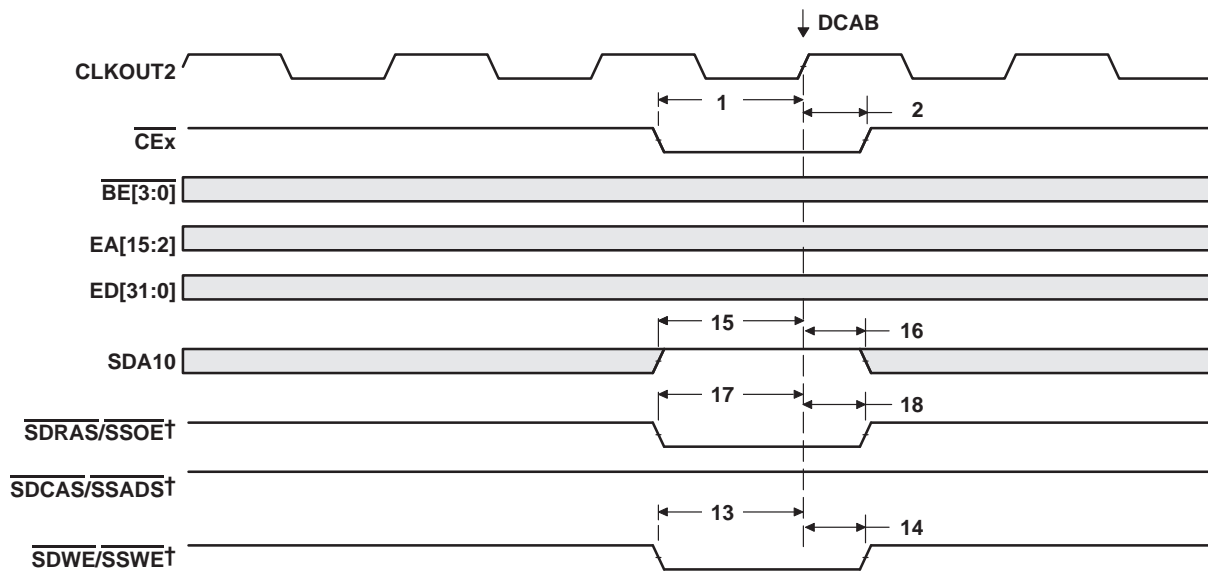 DCAB
CLKOUT2
1
2
CEx
BE[3:0]
EA[15:2]
ED[31:0]
15
16
SDA10
17
18
SDRAS/SSOE†
SDCAS/SSADS†
13
14
SDWE/SSWE†